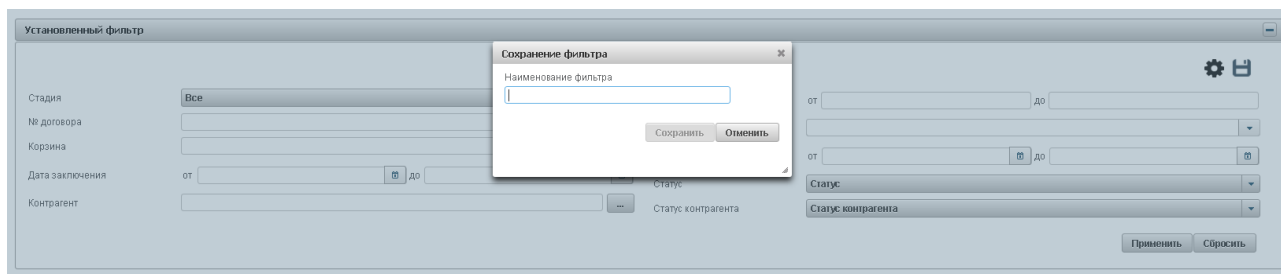 Установленный фильтр
Сохранение фильтра
Наименование фильтра
Стадия Все от до
№ договора
Сохранить Отменить
Корзина
от до
Дата заключения от до
Статус Статус
Контрагент ... Статус контрагента Статус контрагента
Применить Сбросить